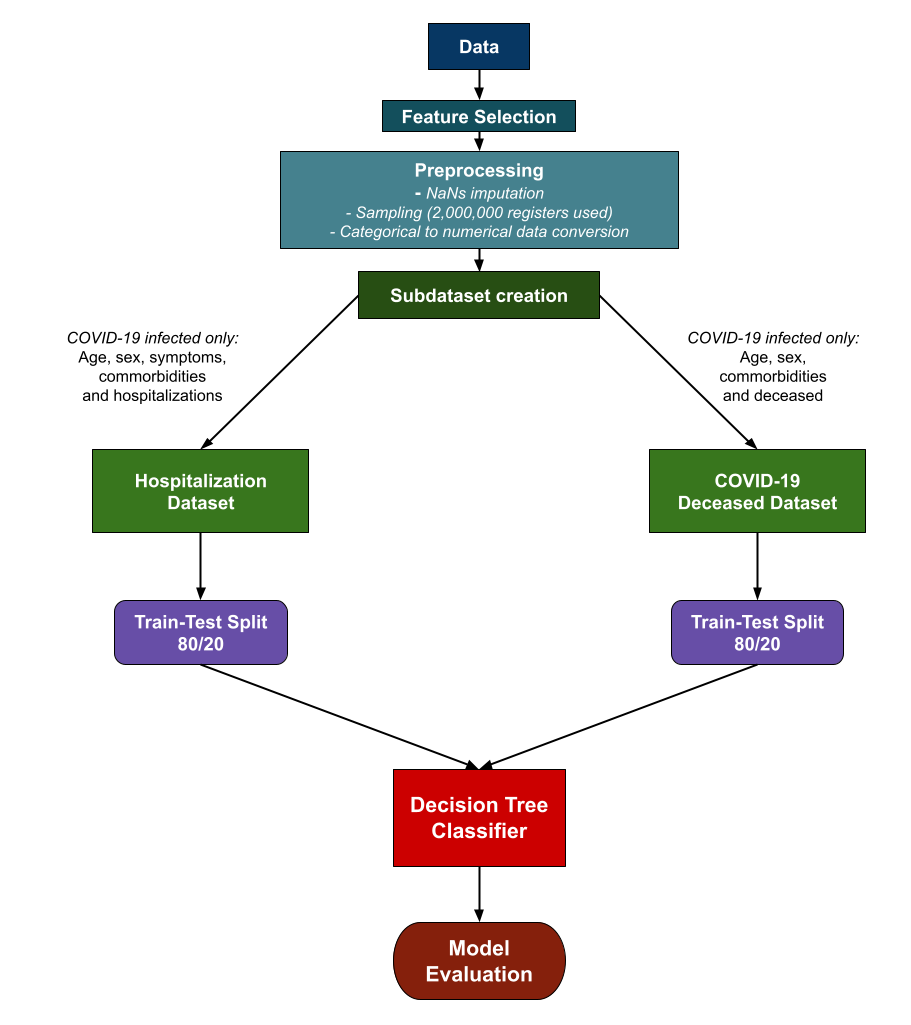 Data
Feature Selection
Preprocessing
- NaNs imputation
- Sampling (2,000,000 registers used)
- Categorical to numerical data conversion
Subdataset creation
COVID-19 infected only:
Age, sex, symptoms,
commorbidities
and hospitalizations
COVID-19 infected only:
Age, sex,
commorbidities
and deceased
Hospitalization
Dataset
COVID-19
Deceased Dataset
Train-Test Split
80/20
Train-Test Split
80/20
Decision Tree
Classifier
Model
Evaluation